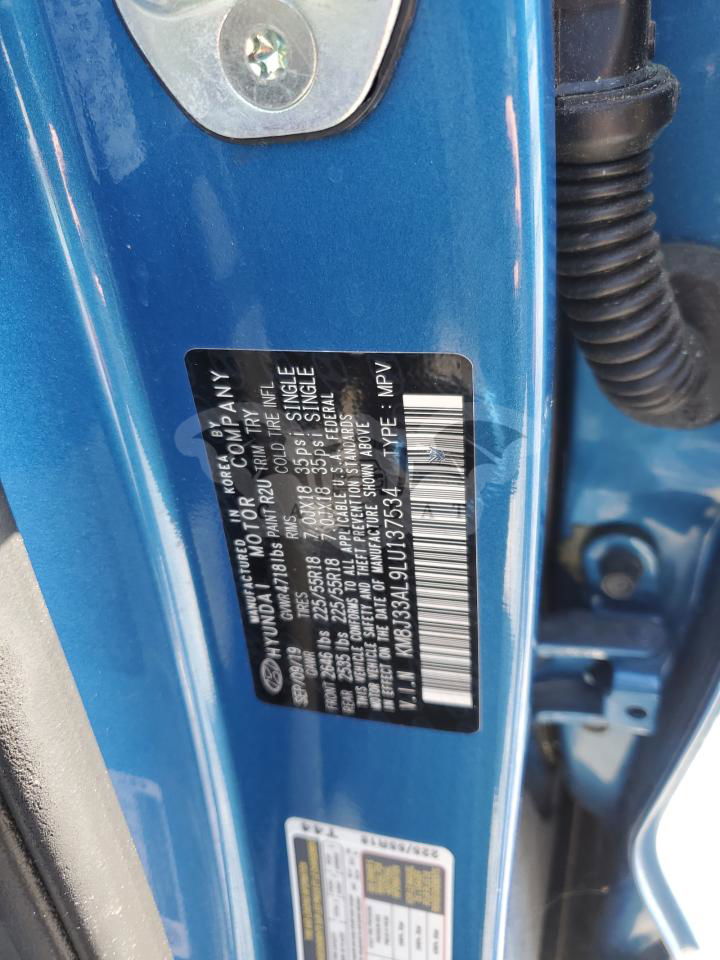 MANUFACTURED IN KOREA BY
HYUNDAI MOTOR COMPANY
SEP/09/19 GVWR 4718 lbs PAINT R2U TRIM TRY
GAWR TIRES RIMS COLD TIRE INFL
FRONT 2646 lbs 225/55R18 7.0JX18 35psi SINGLE
REAR 2535 lbs 225/55R18 7.0JX18 35psi SINGLE
THIS VEHICLE CONFORMS TO ALL APPLICABLE U.S.A. FEDERAL
MOTOR VEHICLE SAFETY AND THEFT PREVENTION STANDARDS
IN EFFECT ON THE DATE OF MANUFACTURE SHOWN ABOVE
V.I.N KM8J33AL9LU137534 TYPE : MPV
225/55R18